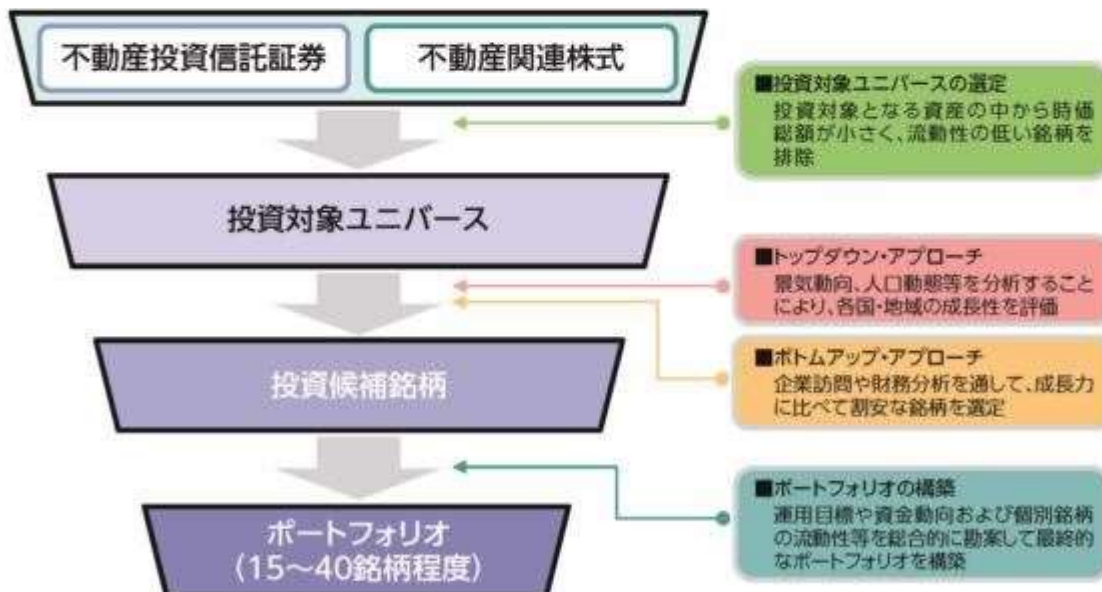 不動産投資信託証券
不動産関連株式
■投資対象ユニバースの選定
投資対象となる資産の中から時価
総額が小さく、流動性の低い銘柄を
排除
投資対象ユニバース
■トップダウン・アプローチ
景気動向、人口動態等を分析すること
により、各国・地域の成長性を評価
■ボトムアップ・アプローチ
企業訪問や財務分析を通して、成長力
に比べて割安な銘柄を選定
投資候補銘柄
■ポートフォリオの構築
運用目標や資金動向および個別銘柄
の流動性等を総合的に勘案して最終的
なポートフォリオを構築
ポートフォリオ
(15〜40銘柄程度)